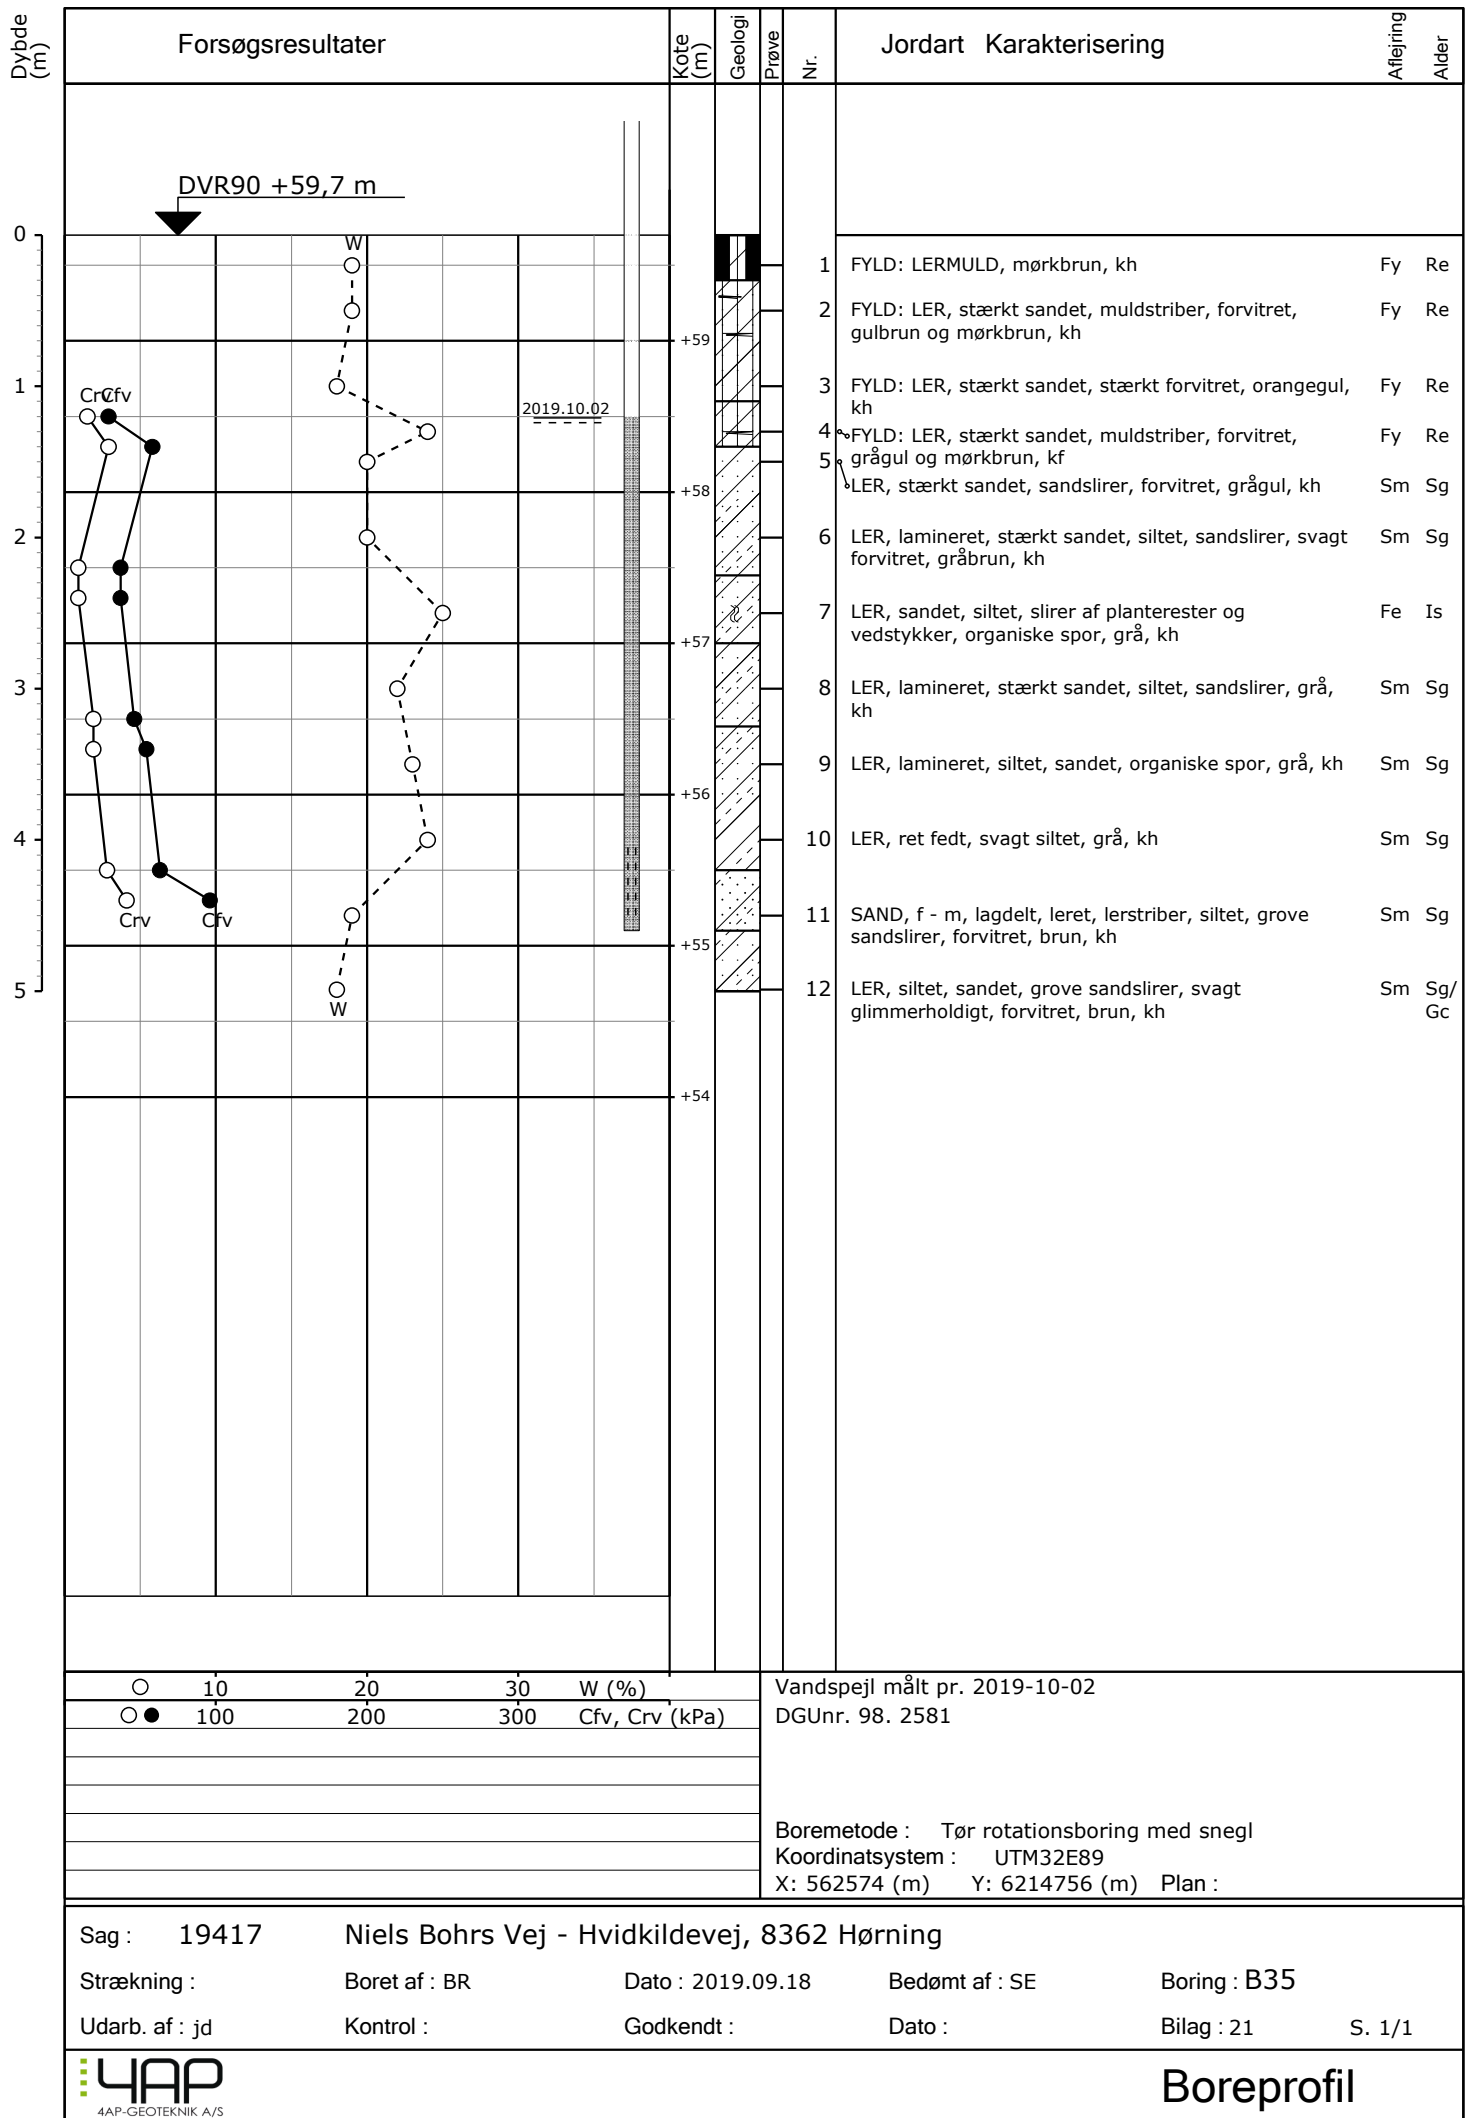 Dybde (m)
Forsøgsresultater
Kote (m)
Geologi
Prøve
Nr.
Jordart Karakterisering
Aflejring
Alder
DVR90 +59,7 m
0
W
1 FYLD: LERMULD, mørkbrun, kh Fy Re
2 FYLD: LER, stærkt sandet, muldstriber, forvitret, Fy Re
gulbrun og mørkbrun, kh
+59
1
3 FYLD: LER, stærkt sandet, stærkt forvitret, orangegul, Fy Re
kh
Crv Cfv
2019.10.02
4 FYLD: LER, stærkt sandet, muldstriber, forvitret, Fy Re
grågul og mørkbrun, kf
5 LER, stærkt sandet, sandslirer, forvitret, grågul, kh Sm Sg
+58
2
6 LER, lamineret, stærkt sandet, siltet, sandslirer, svagt Sm Sg
forvitret, gråbrun, kh
7 LER, sandet, siltet, slirer af planterester og Fe Is
vedstykker, organiske spor, grå, kh
+57
3
8 LER, lamineret, stærkt sandet, siltet, sandslirer, grå, Sm Sg
kh
9 LER, lamineret, siltet, sandet, organiske spor, grå, kh Sm Sg
+56
4
10 LER, ret fedt, svagt siltet, grå, kh Sm Sg
Crv Cfv
11 SAND, f - m, lagdelt, leret, lerstriber, siltet, grove Sm Sg
sandslirer, forvitret, brun, kh
+55
5
12 LER, siltet, sandet, grove sandslirer, svagt Sm Sg/
glimmerholdigt, forvitret, brun, kh Gc
W
+54
10 20 30 W (%)
100 200 300 Cfv, Crv (kPa)
Vandspejl målt pr. 2019-10-02
DGUnr. 98. 2581
Boremetode : Tør rotationsboring med snegl
Koordinatsystem : UTM32E89
X: 562574 (m) Y: 6214756 (m) Plan :
Sag : 19417 Niels Bohrs Vej - Hvidkildevej, 8362 Hørning
Strækning : Boret af : BR Dato : 2019.09.18 Bedømt af : SE Boring : B35
Udarb. af : jd Kontrol : Godkendt : Dato : Bilag : 21 S. 1/1
4AP
4AP-GEOTEKNIK A/S
Boreprofil